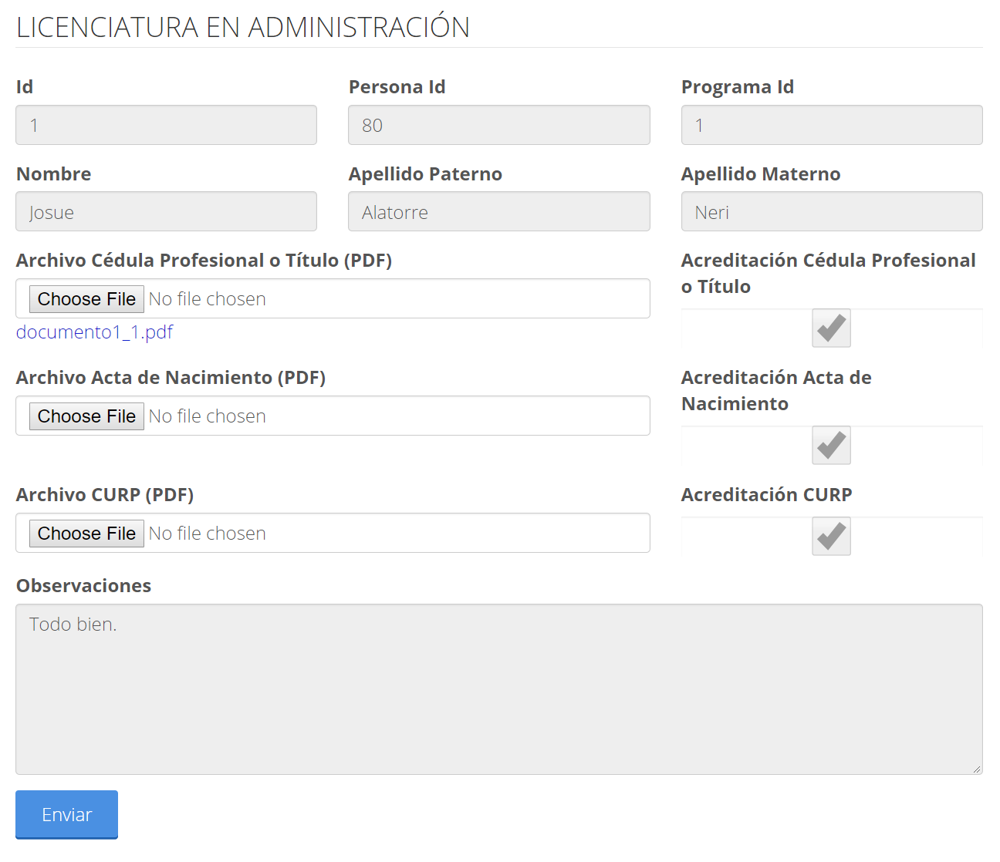 LICENCIATURA EN ADMINISTRACIÓN
Id
Persona Id
Programa Id
1
80
1
Nombre
Apellido Paterno
Apellido Materno
Josue
Alatorre
Neri
Archivo Cédula Profesional o Título (PDF)
Acreditación Cédula Profesional
o Título
Choose File No file chosen
documento1_1.pdf
Archivo Acta de Nacimiento (PDF)
Acreditación Acta de
Nacimiento
Choose File No file chosen
Archivo CURP (PDF)
Acreditación CURP
Choose File No file chosen
Observaciones
Todo bien.
Enviar